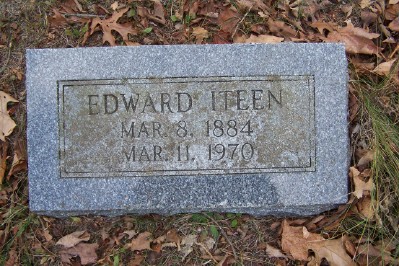 EDWARD ITEEN
MAR. 8, 1884
MAR. 11, 1970